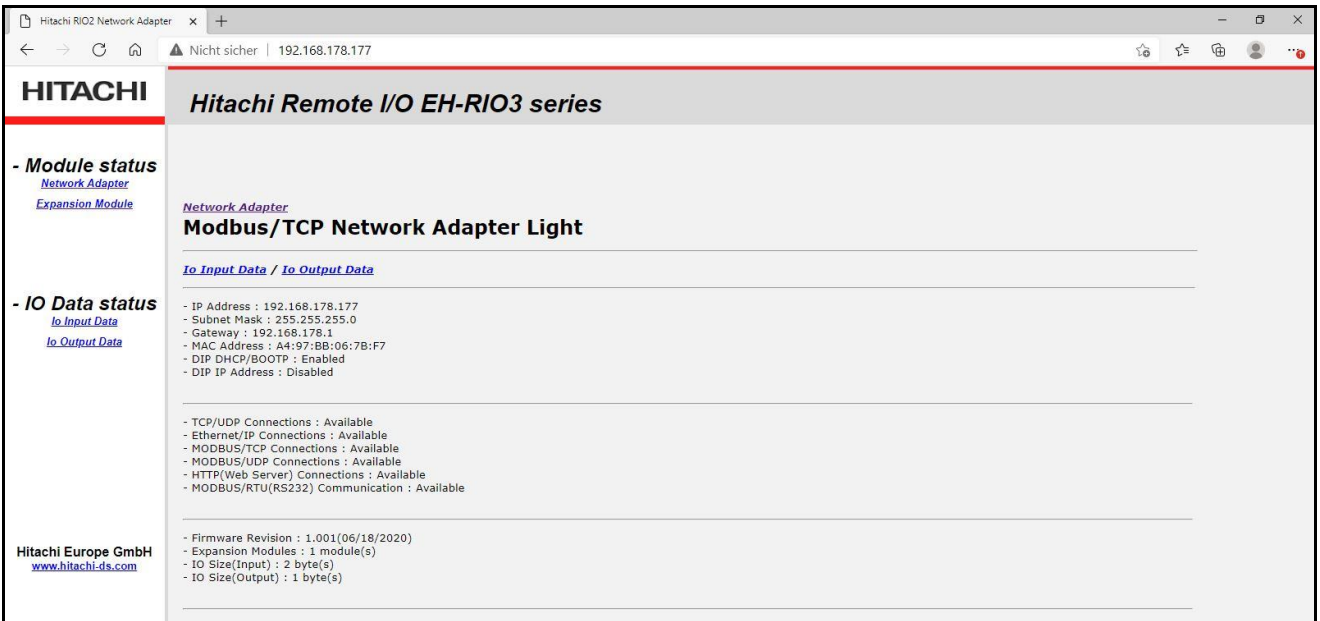 Hitachi RIO2 Network Adapter
Nicht sicher | 192.168.178.177
HITACHI
Hitachi Remote I/O EH-RIO3 series
- Module status
Network Adapter
Expansion Module
- IO Data status
Io Input Data
Io Output Data
Hitachi Europe GmbH
www.hitachi-ds.com
Network Adapter
Modbus/TCP Network Adapter Light
Io Input Data / Io Output Data
- IP Address : 192.168.178.177
- Subnet Mask : 255.255.255.0
- Gateway : 192.168.178.1
- MAC Address : A4:97:BB:06:7B:F7
- DIP DHCP/BOOTP : Enabled
- DIP IP Address : Disabled
- TCP/UDP Connections : Available
- Ethernet/IP Connections : Available
- MODBUS/TCP Connections : Available
- MODBUS/UDP Connections : Available
- HTTP(Web Server) Connections : Available
- MODBUS/RTU(RS232) Communication : Available
- Firmware Revision : 1.001(06/18/2020)
- Expansion Modules : 1 module(s)
- IO Size(Input) : 2 byte(s)
- IO Size(Output) : 1 byte(s)